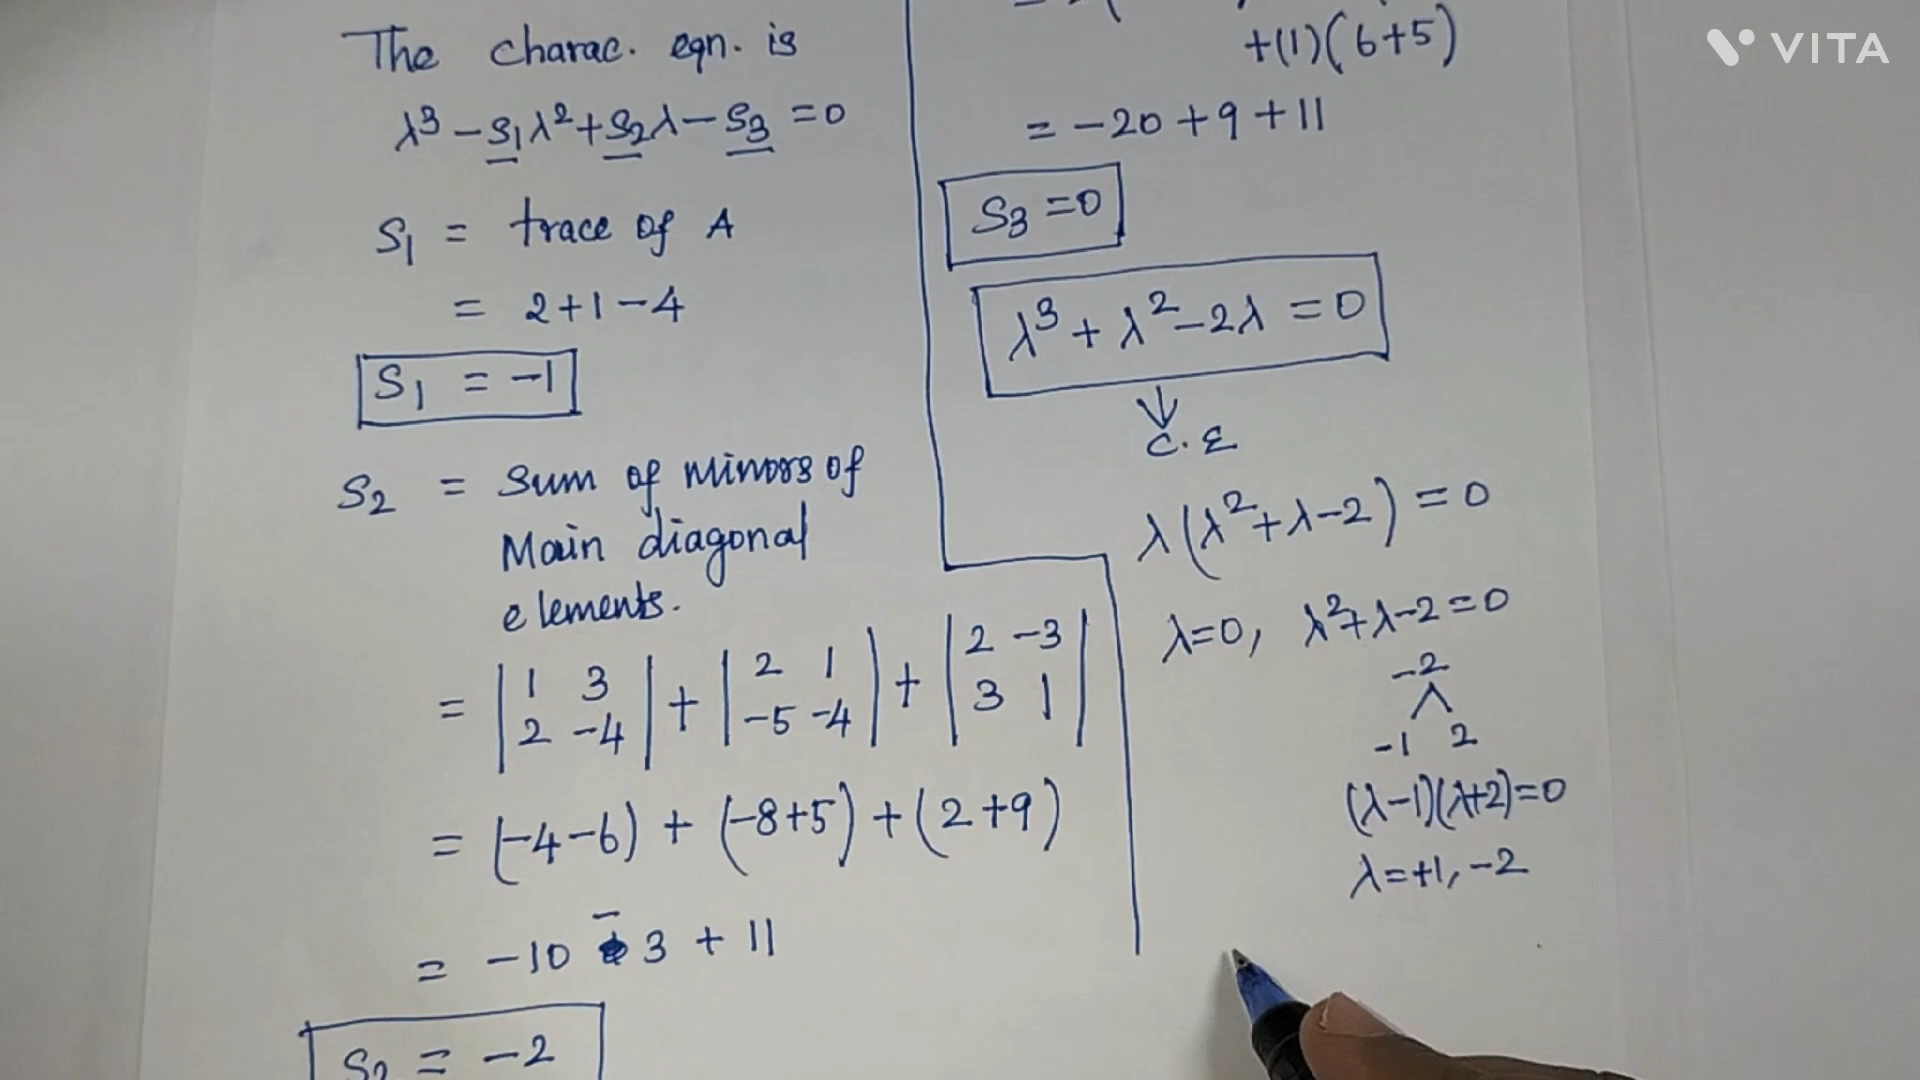 The charac. eqn. is
λ³ - S₁λ² + S₂λ - S₃ = 0
S₁ = trace of A
= 2+1-4
S₁ = -1
S₂ = Sum of Minors of
Main diagonal
elements.
= |1 3; 2 -4| + |2 1; -5 -4| + |2 -3; 3 1|
= (-4-6) + (-8+5) + (2+9)
= -10 - 3 + 11
S₂ = -2
+(1)(6+5)
= -20 + 9 + 11
S₃ = 0
λ³ + λ² - 2λ = 0
↓
C.E
λ(λ² + λ - 2) = 0
λ=0, λ²+λ-2=0
-2
-1 2
(λ-1)(λ+2)=0
λ=+1, -2
VITA